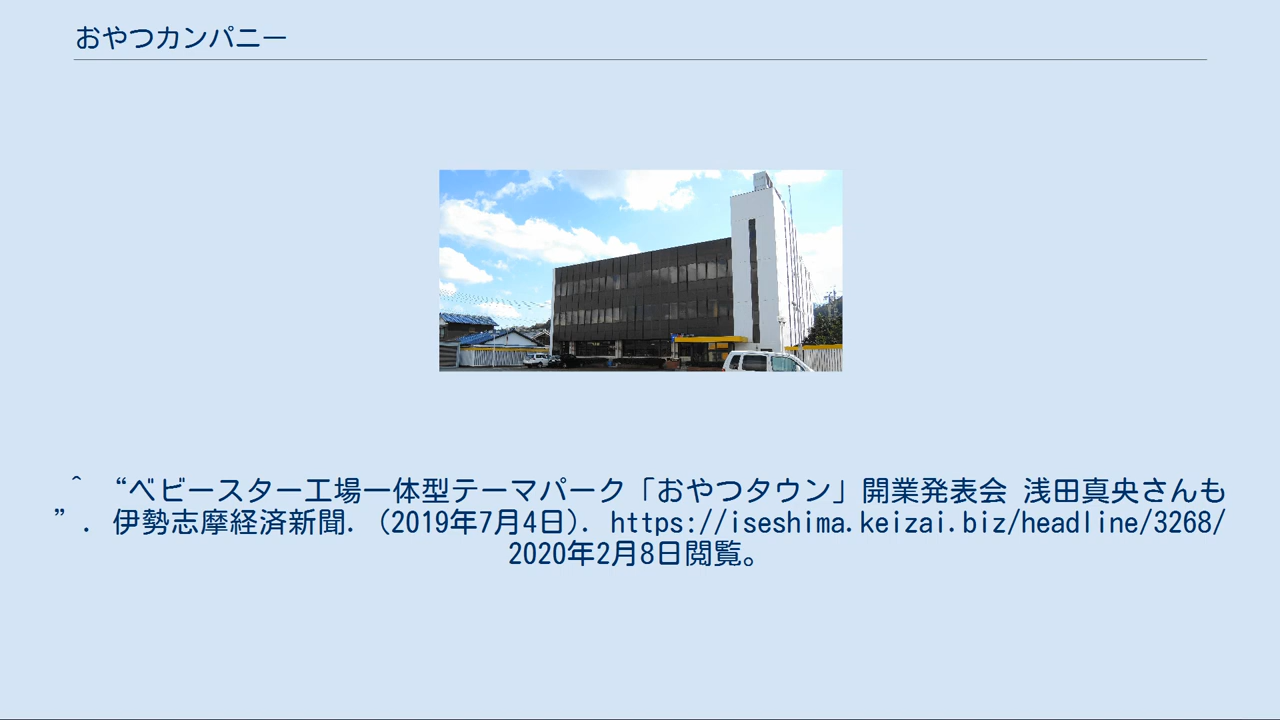 おやつカンパニー
^ “ベビースター工場一体型テーマパーク「おやつタウン」開業発表会 浅田真央さんも
”. 伊勢志摩経済新聞. (2019年7月4日). https://iseshima.keizai.biz/headline/3268/
2020年2月8日閲覧。